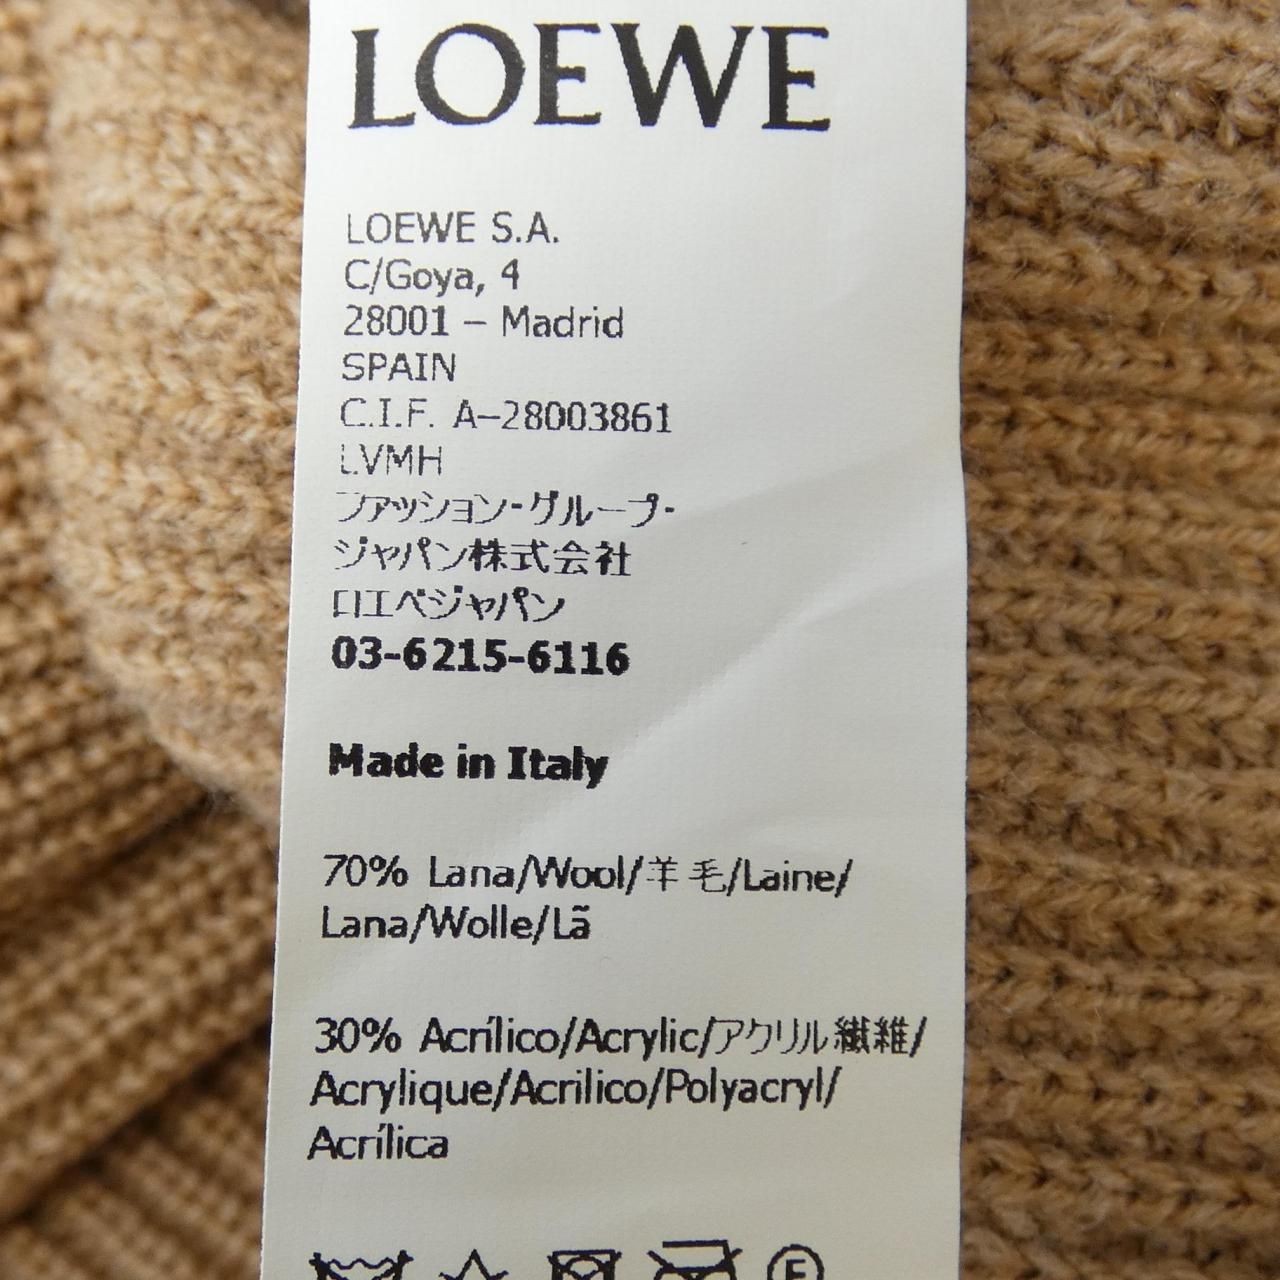 LOEWE
LOEWE S.A.
C/Goya, 4
28001 – Madrid
SPAIN
C.I.F. A–28003861
LVMH
ファッション・グループ・
ジャパン株式会社
ロエベジャパン
03-6215-6116
Made in Italy
70% Lana/Wool/羊毛/Laine/
Lana/Wolle/Lã
30% Acrílico/Acrylic/アクリル繊維/
Acrylique/Acrilico/Polyacryl/
Acrílica